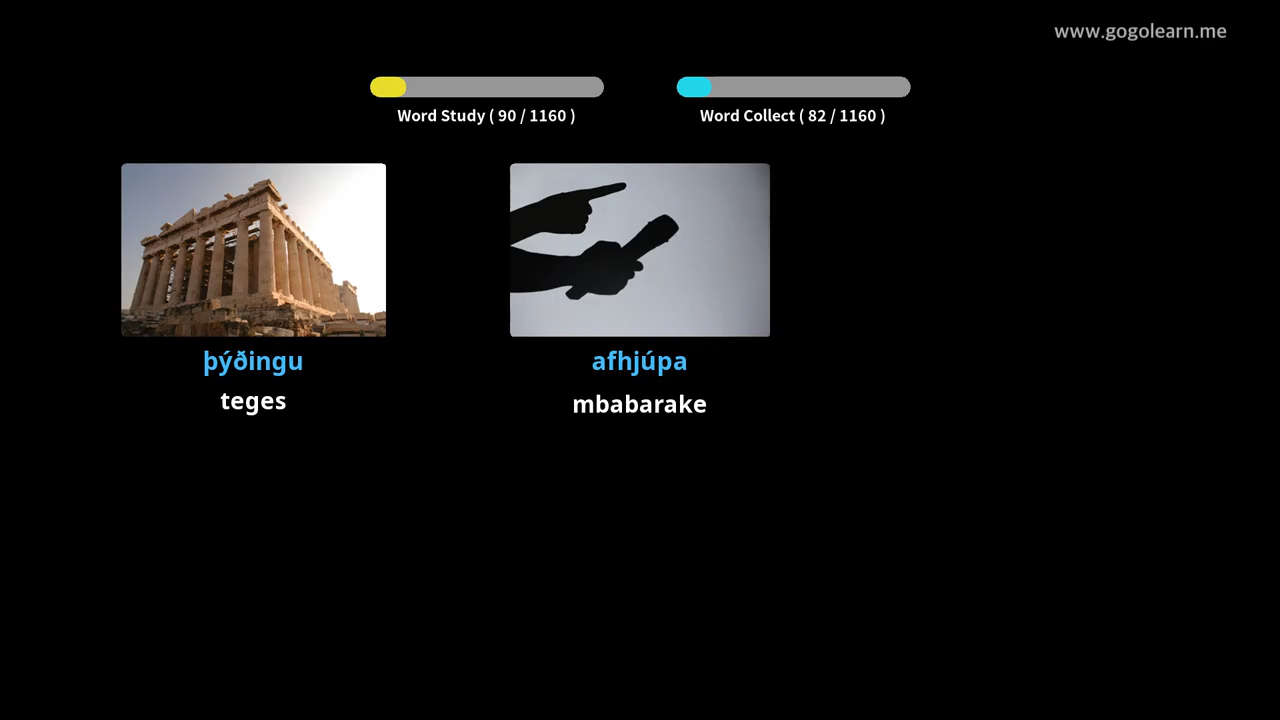 www.gogolearn.me
Word Study ( 90 / 1160 )
Word Collect ( 82 / 1160 )
þýðingu
teges
afhjúpa
mbabarake